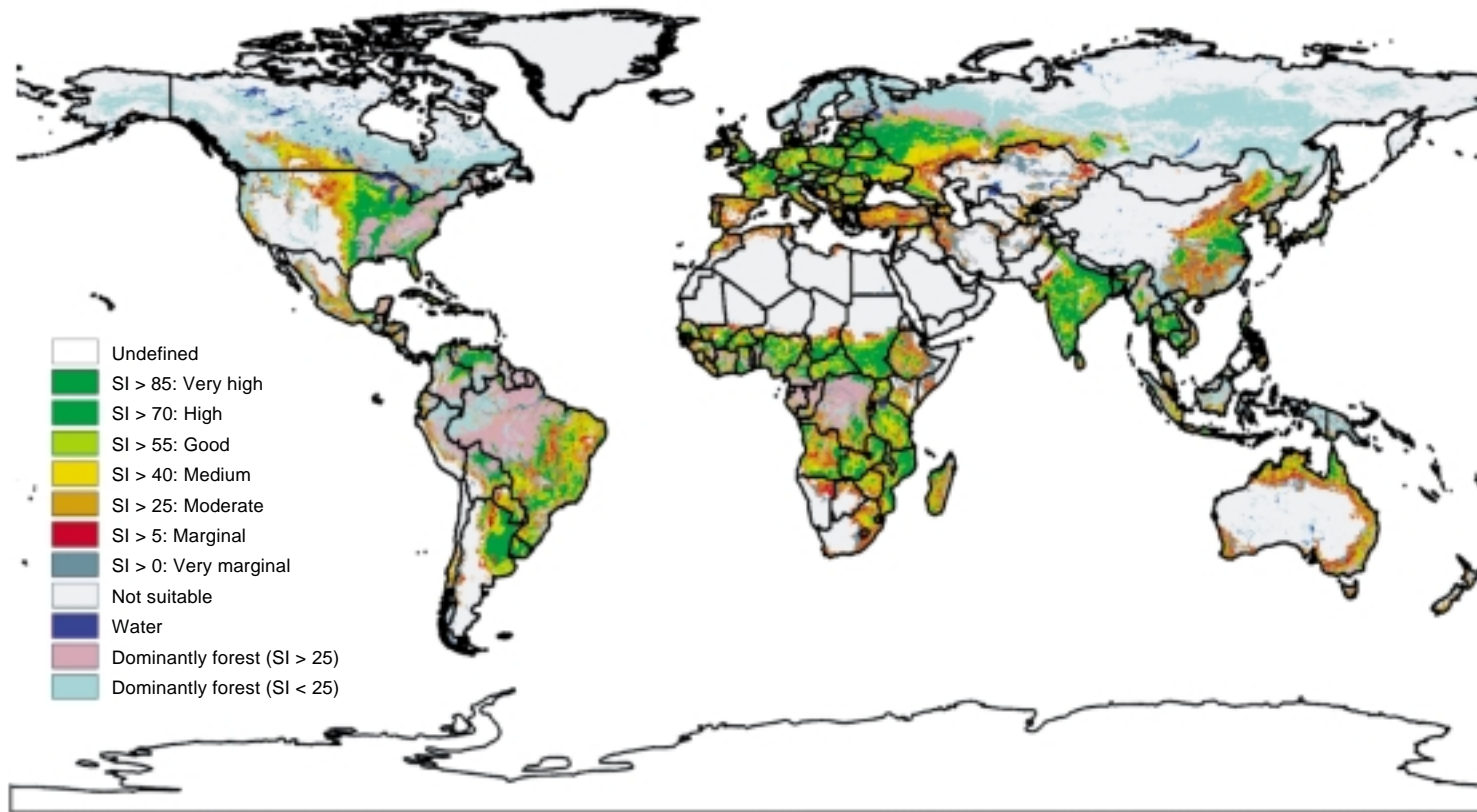 Undefined
SI > 85: Very high
SI > 70: High
SI > 55: Good
SI > 40: Medium
SI > 25: Moderate
SI > 5: Marginal
SI > 0: Very marginal
Not suitable
Water
Dominantly forest (SI > 25)
Dominantly forest (SI < 25)